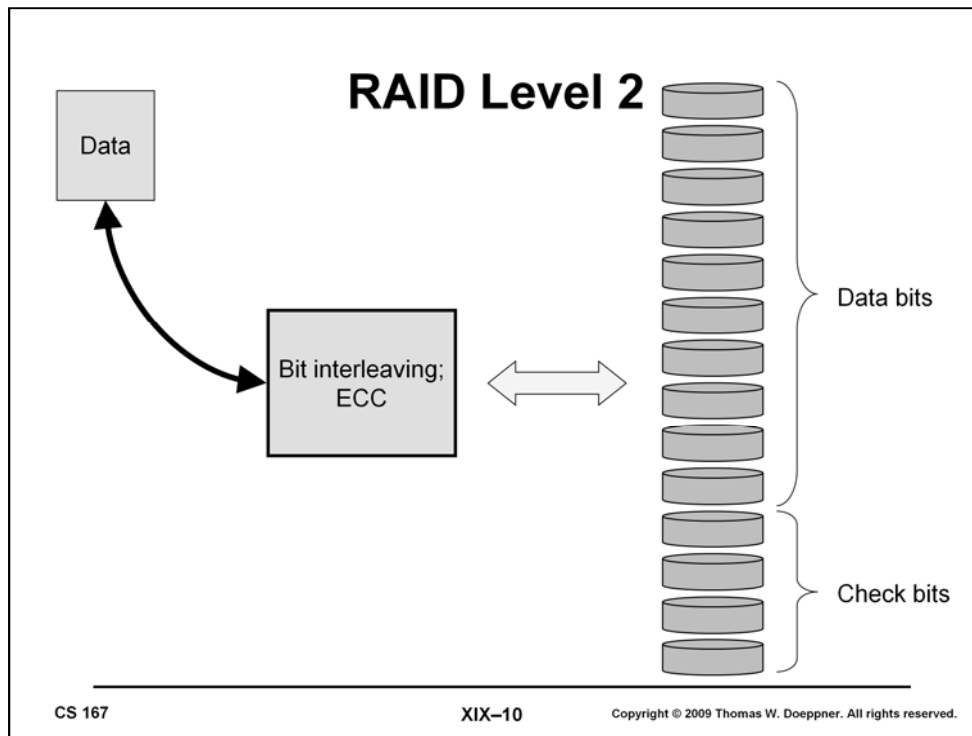 RAID Level 2
Data
Bit interleaving;
ECC
Data bits
Check bits
CS 167
XIX–10
Copyright © 2009 Thomas W. Doeppner. All rights reserved.